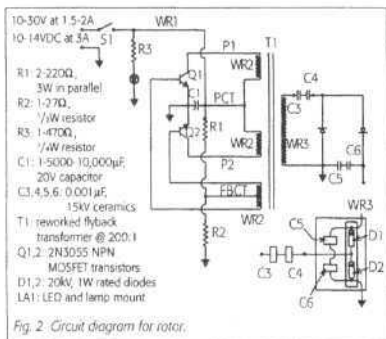 10-30V at 1.5-2A
10-14VDC at 3A
S1
WR1
R3
R1: 2-220Ω,
3W in parallel
R2: 1-27Ω,
1/3W resistor
R3: 1-470Ω,
1/4W resistor
C1: 1-5000-10,000µF,
20V capacitor
C3,4,5,6: 0.001µF,
15kV ceramics
T1: reworked flyback
transformer @ 200:1
Q1,2: 2N3055 NPN
MOSFET transistors
D1,2: 20kV, 1W rated diodes
LA1: LED and lamp mount
P1
T1
Q1
WR2
C1
PCT
Q2
R1
WR2
P2
FBCT
WR2
R2
C4
C3
WR3
C6
C5
WR3
C5
D1
C3
C4
D2
C6
Fig. 2 Circuit diagram for rotor.